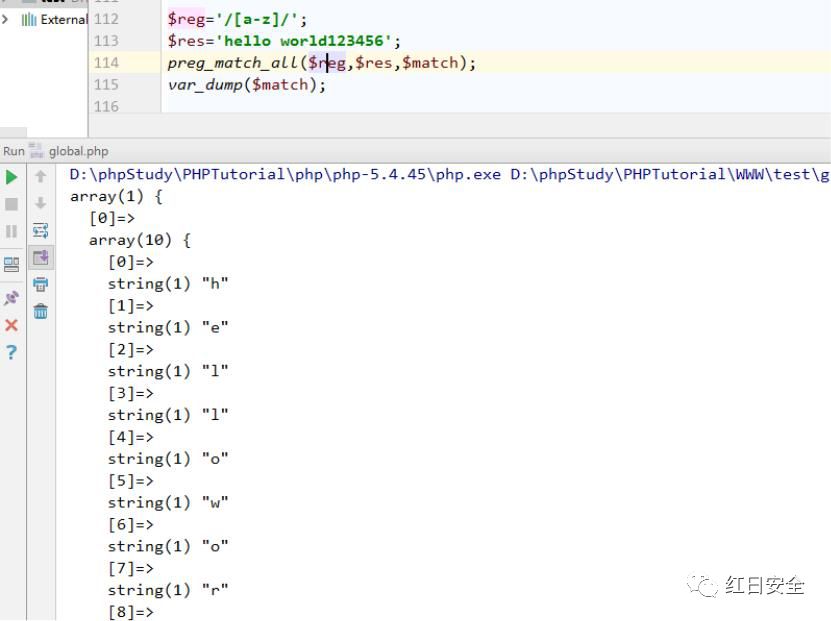 External
112 $reg='/[a-z]/';
113 $res='hello world123456';
114 preg_match_all($reg,$res,$match);
115 var_dump($match);
116
Run global.php
D:\phpStudy\PHPTutorial\php\php-5.4.45\php.exe D:\phpStudy\PHPTutorial\WWW\test\g
array(1) {
[0]=>
array(10) {
[0]=>
string(1) "h"
[1]=>
string(1) "e"
[2]=>
string(1) "l"
[3]=>
string(1) "l"
[4]=>
string(1) "o"
[5]=>
string(1) "w"
[6]=>
string(1) "o"
[7]=>
string(1) "r"
[8]=>
红日安全